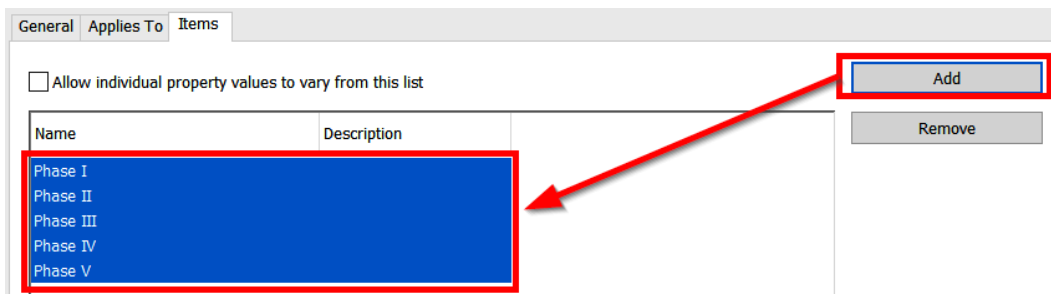 General Applies To Items
Allow individual property values to vary from this list
Add
Name Description
Remove
Phase I
Phase II
Phase III
Phase IV
Phase V